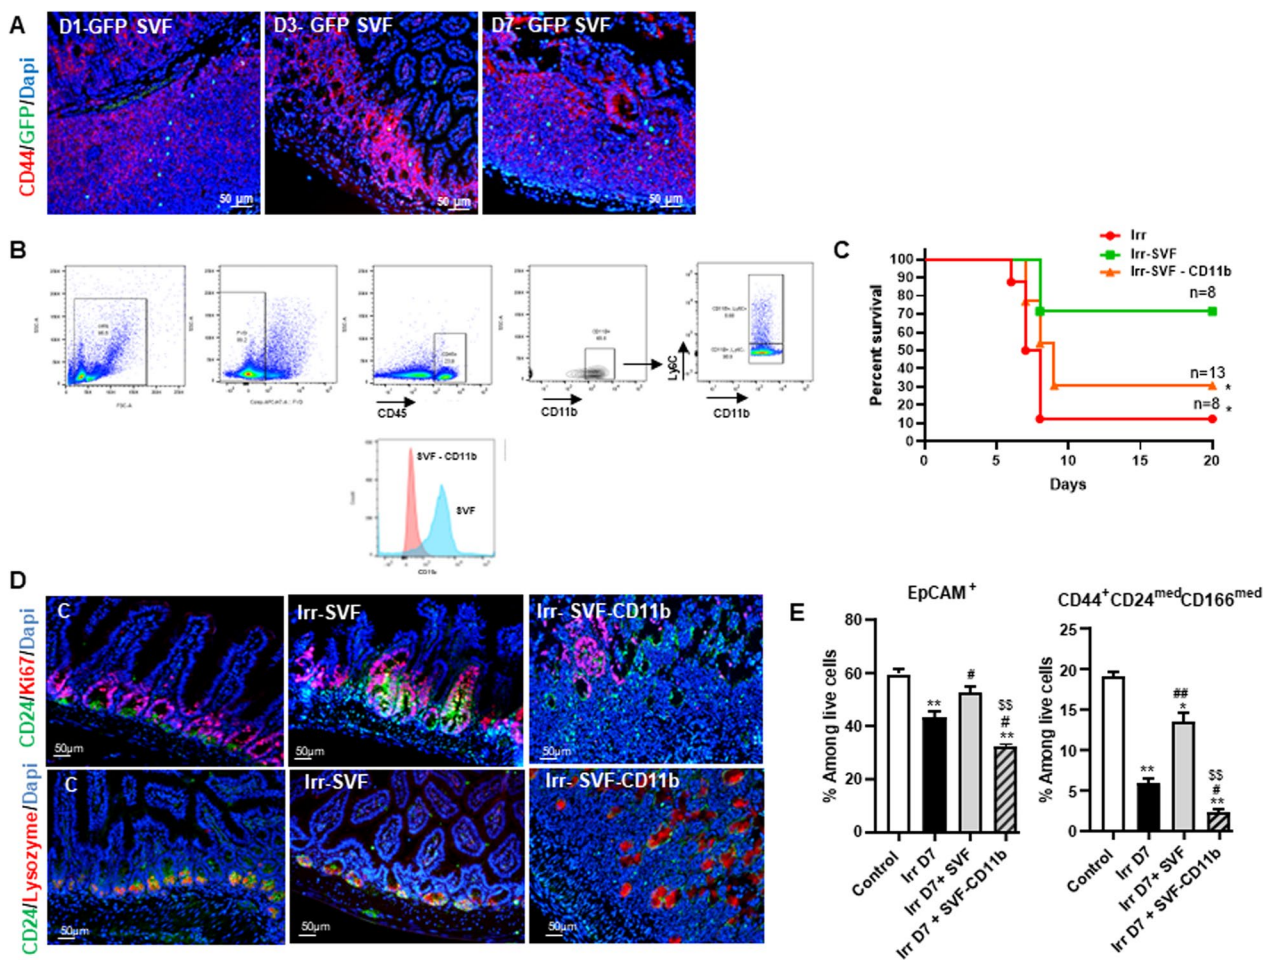 A
D1-GFP SVF
D3- GFP SVF
D7- GFP SVF
CD44/GFP/Dapi
50 µm
50 µm
50 µm
B
SSC-A
FSC-A
CD45
CD11b
Ly6C
CD11b
SVF - CD11b
SVF
C
Irr
Irr-SVF
Irr-SVF - CD11b
Percent survival
100
90
80
70
60
50
40
30
20
10
0
n=8
n=13
*
n=8
*
0
5
10
15
20
Days
D
CD24/Ki67/Dapi
C
Irr-SVF
Irr- SVF-CD11b
50µm
50µm
50µm
CD24/Lysozyme/Dapi
C
Irr-SVF
Irr- SVF-CD11b
50µm
50µm
50µm
E
EpCAM+
% Among live cells
80
60
40
20
0
**
#
$$
#
**
Control
Irr D7
Irr D7+ SVF
Irr D7 + SVF-CD11b
CD44+CD24medCD166med
% Among live cells
25
20
15
10
5
0
**
##
*
$$
#
**
Control
Irr D7
Irr D7+ SVF
Irr D7 + SVF-CD11b